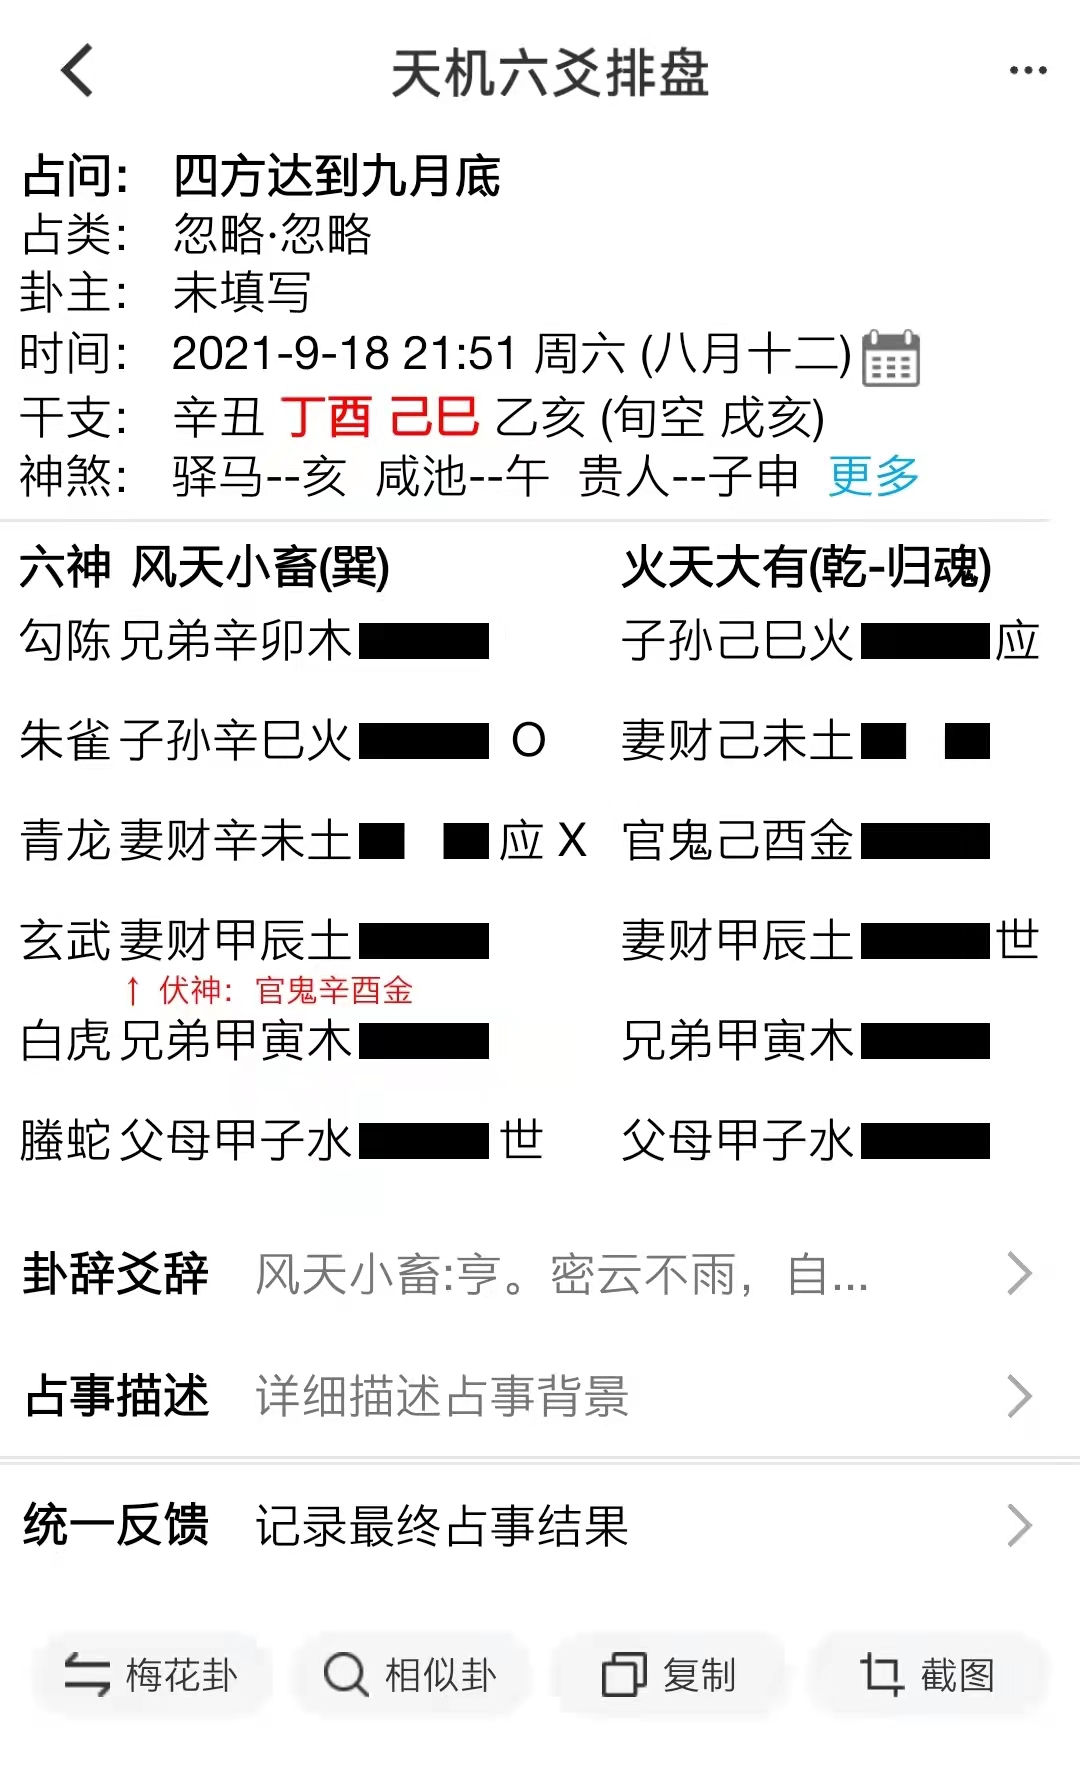 天机六爻排盘
占问: 四方达到九月底
占类: 忽略·忽略
卦主: 未填写
时间: 2021-9-18 21:51 周六 (八月十二)
干支: 辛丑 丁酉 己巳 乙亥 (旬空 戌亥)
神煞: 驿马--亥 咸池--午 贵人--子申 更多
六神 风天小畜(巽) 火天大有(乾-归魂)
勾陈 兄弟辛卯木 子孙己巳火 应
朱雀 子孙辛巳火 O 妻财己未土
青龙 妻财辛未土 应 X 官鬼己酉金
玄武 妻财甲辰土 妻财甲辰土 世
↑ 伏神: 官鬼辛酉金
白虎 兄弟甲寅木 兄弟甲寅木
螣蛇 父母甲子水 世 父母甲子水
卦辞爻辞 风天小畜:亨。密云不雨，自...
占事描述 详细描述占事背景
统一反馈 记录最终占事结果
梅花卦 相似卦 复制 截图